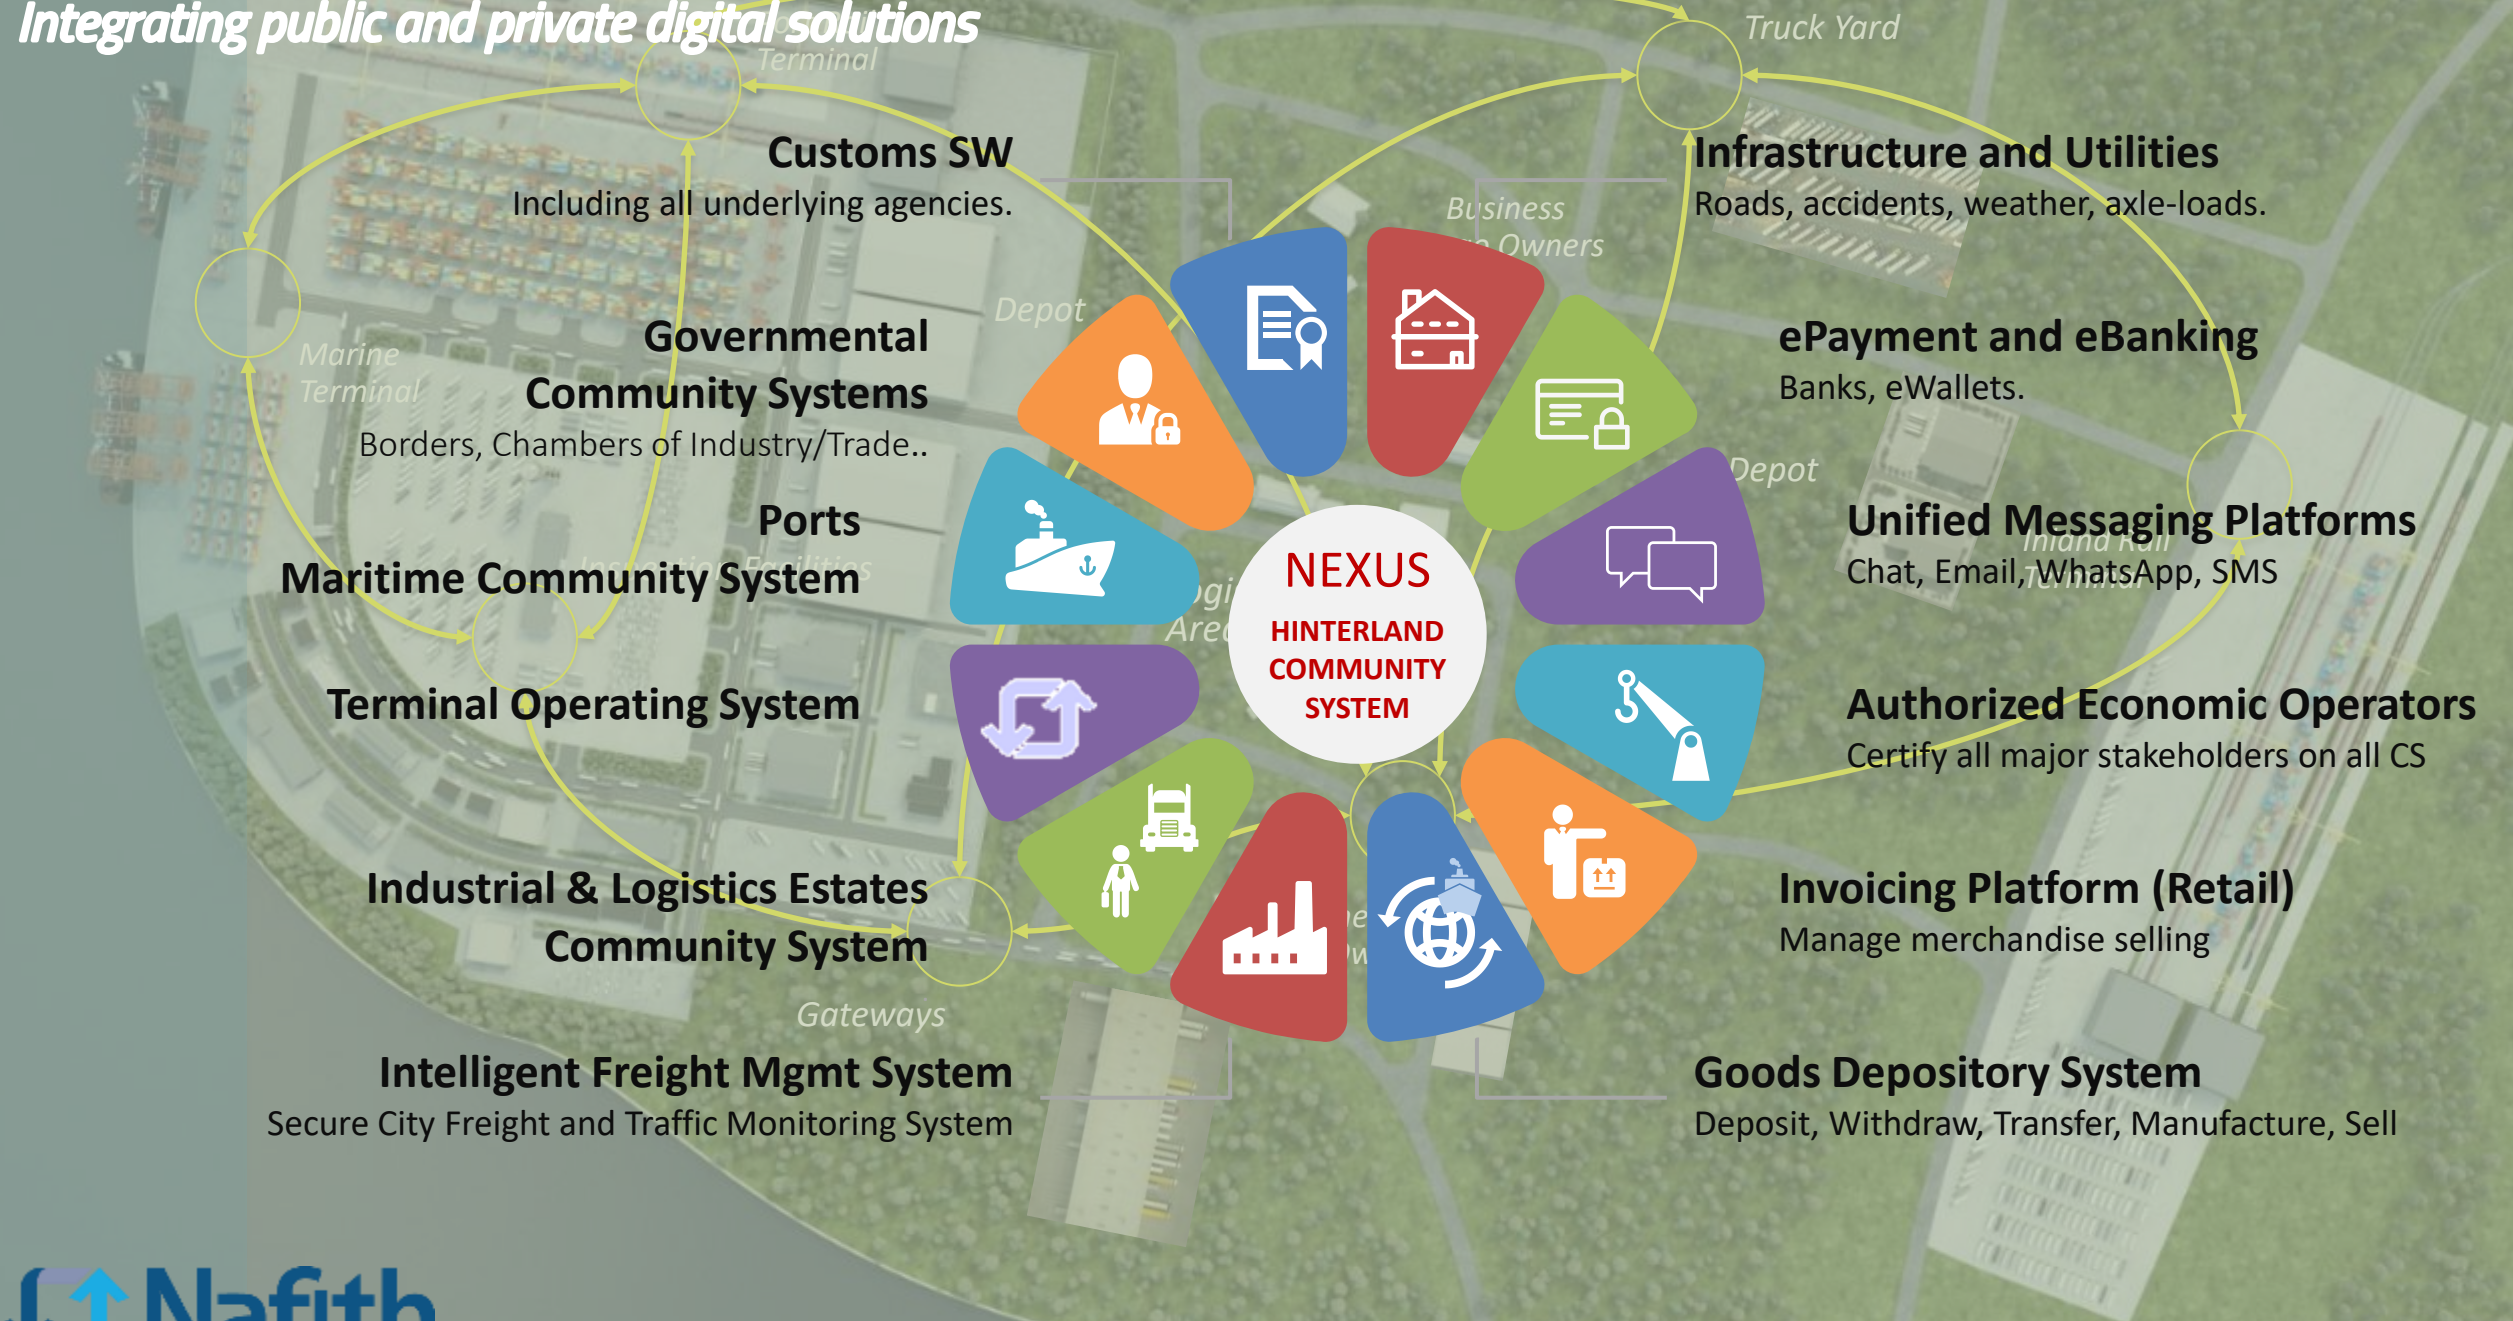 Integrating public and private digital solutions
Terminal
Truck Yard
Customs SW
Including all underlying agencies.
Infrastructure and Utilities
Roads, accidents, weather, axle-loads.
Business
Owners
Depot
Governmental
Community Systems
Borders, Chambers of Industry/Trade..
Marine
Terminal
ePayment and eBanking
Banks, eWallets.
Depot
Ports
Maritime Community System
Facilities
Unified Messaging Platforms
Chat, Email, WhatsApp, SMS
Inland Rail
Terminal
NEXUS
HINTERLAND
COMMUNITY
SYSTEM
Terminal Operating System
Authorized Economic Operators
Certify all major stakeholders on all CS
Industrial & Logistics Estates
Community System
Invoicing Platform (Retail)
Manage merchandise selling
Gateways
Intelligent Freight Mgmt System
Secure City Freight and Traffic Monitoring System
Goods Depository System
Deposit, Withdraw, Transfer, Manufacture, Sell
Nafith